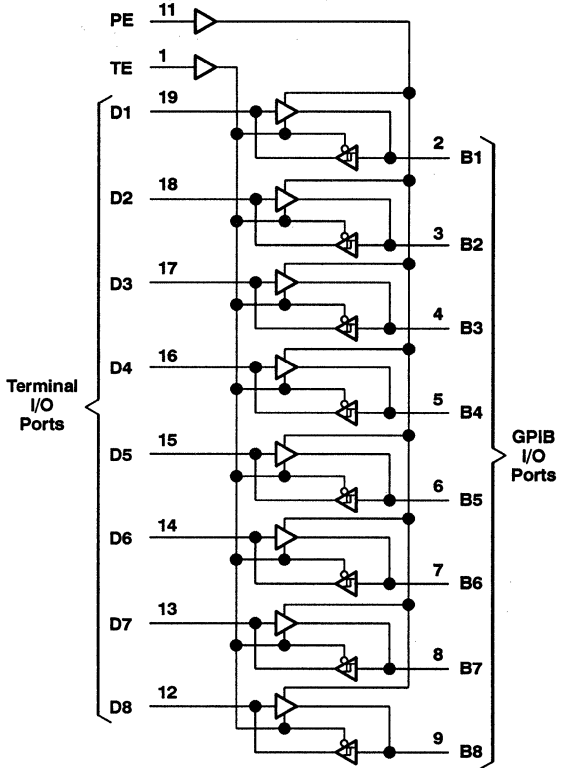 PE 11
TE 1
D1 19
2 B1
D2 18
3 B2
D3 17
4 B3
D4 16
5 B4
Terminal
I/O
Ports
D5 15
GPIB
I/O
Ports
6 B5
D6 14
7 B6
D7 13
8 B7
D8 12
9 B8